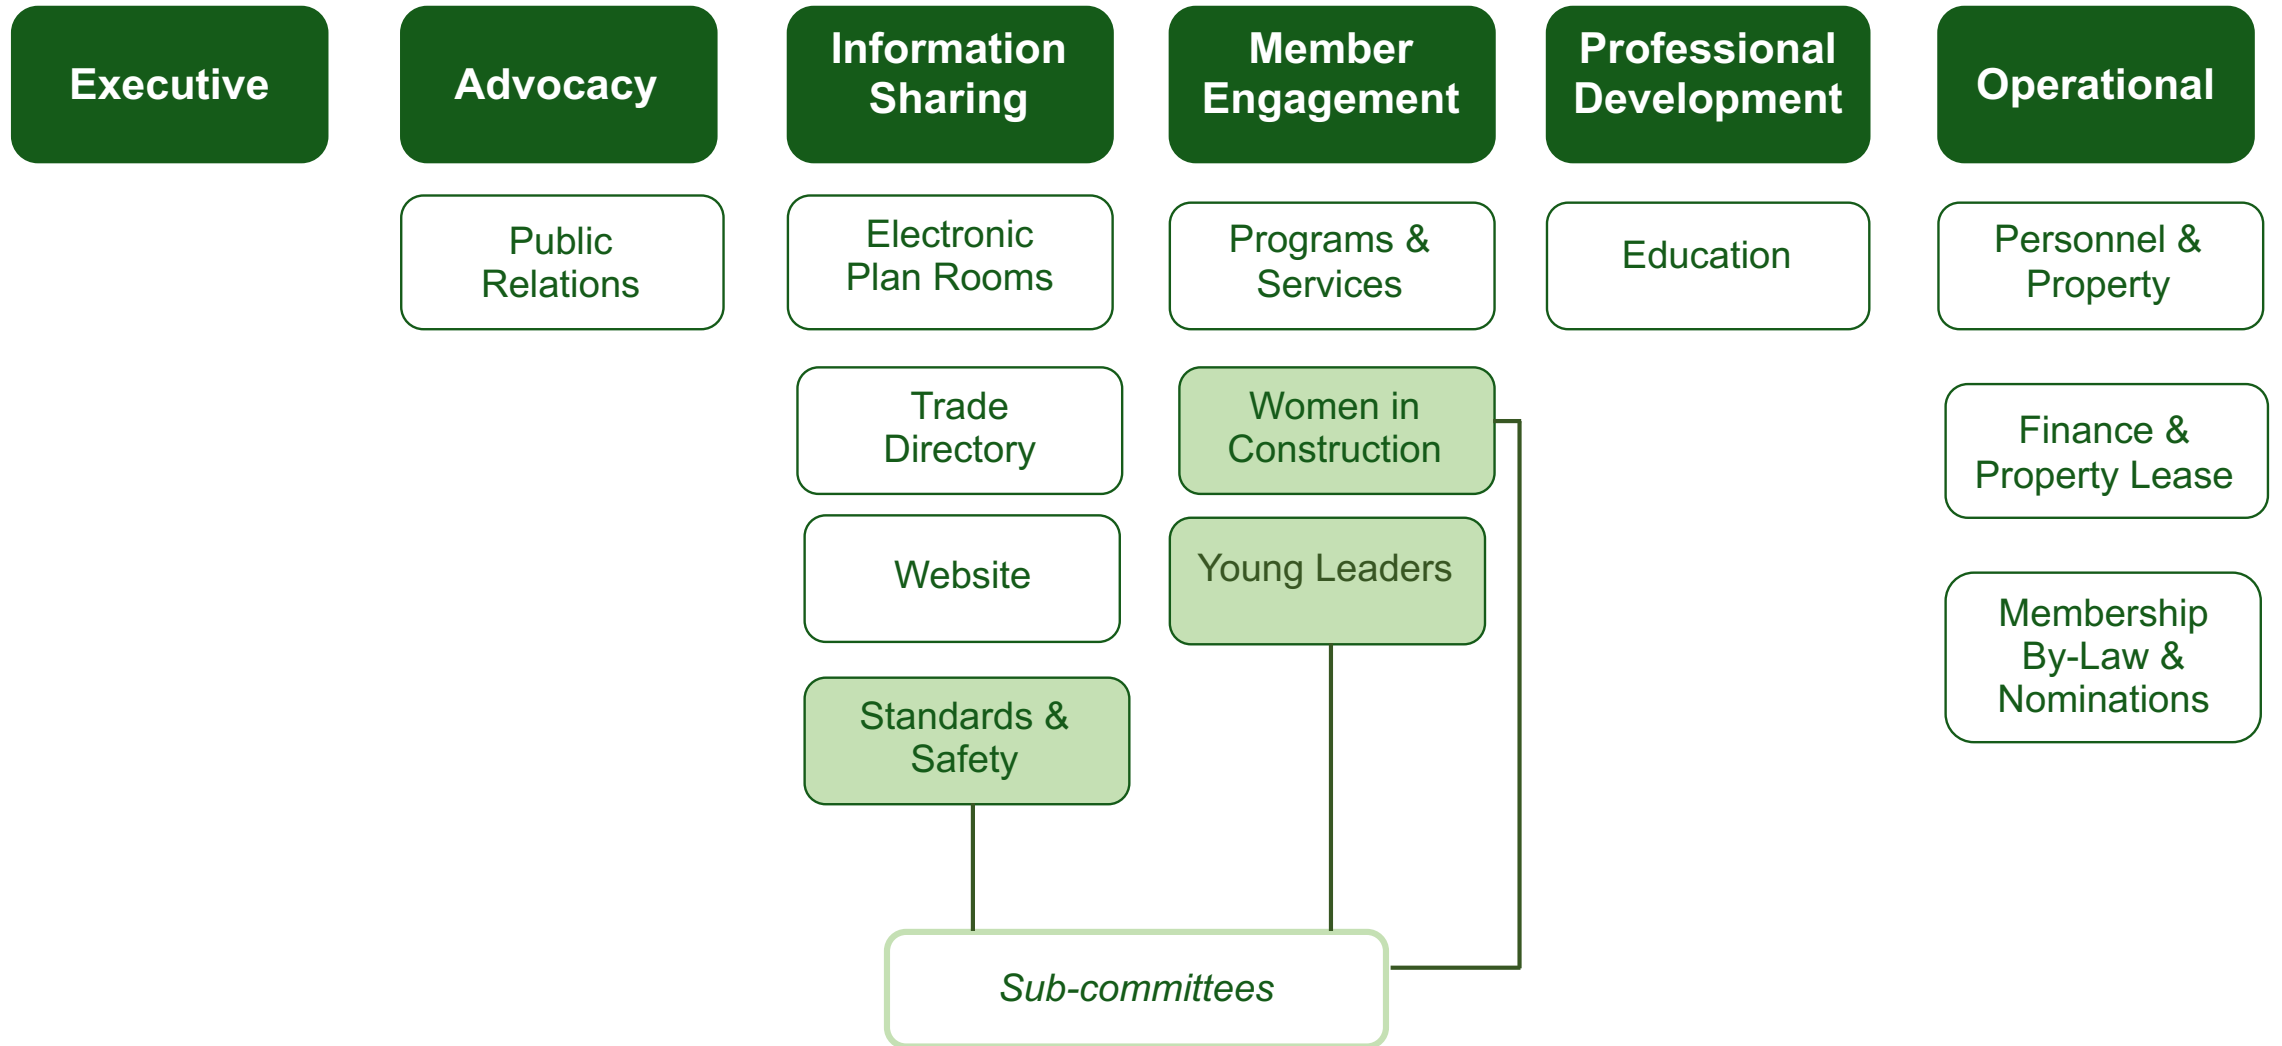 Executive
Advocacy
Information
Sharing
Member
Engagement
Professional
Development
Operational
Public
Relations
Electronic
Plan Rooms
Programs &
Services
Education
Personnel &
Property
Trade
Directory
Women in
Construction
Finance &
Property Lease
Website
Young Leaders
Membership
By-Law &
Nominations
Standards &
Safety
Sub-committees